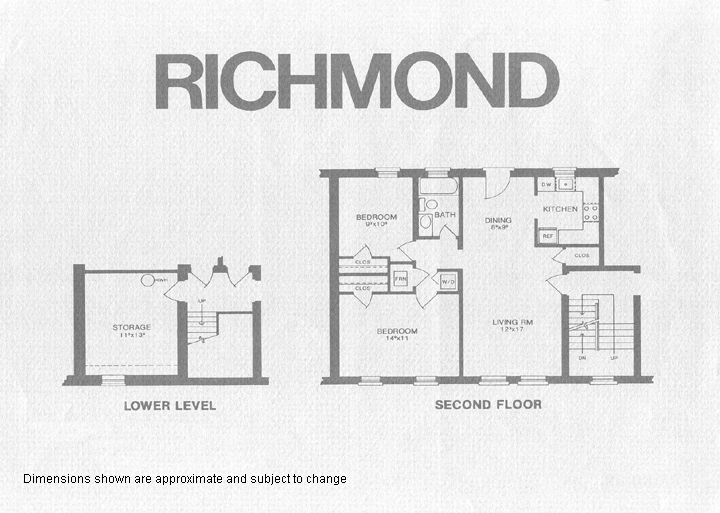 RICHMOND
DW
BEDROOM
9'x10'
BATH
DINING
8'x9'
KITCHEN
REF
CLOS
CLOS
FRN
W/D
CLOS
UP
STORAGE
11'x13'
BEDROOM
14'x11
LIVING RM
12'x17'
DN
UP
LOWER LEVEL
SECOND FLOOR
Dimensions shown are approximate and subject to change